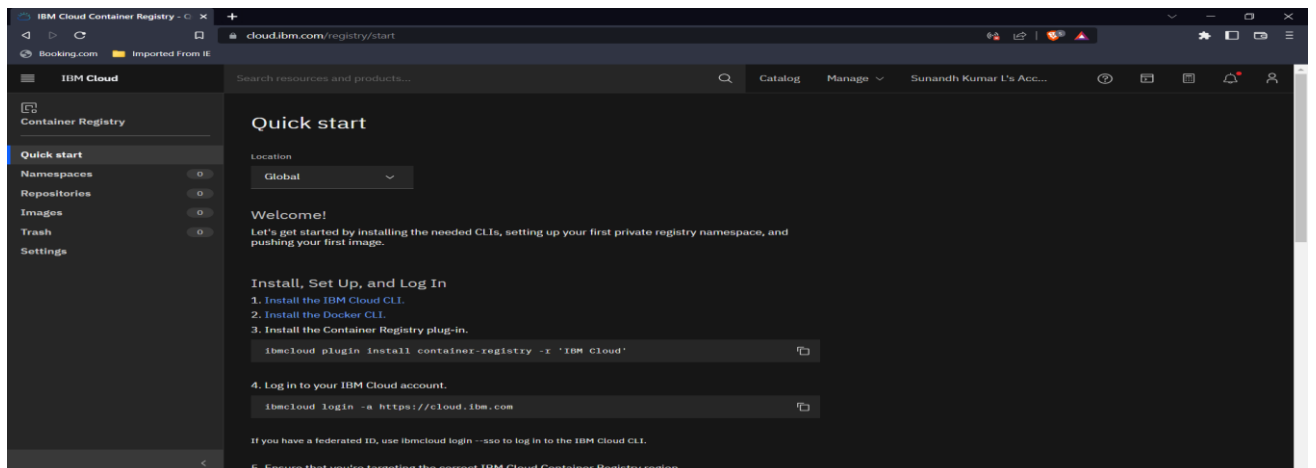 IBM Cloud Container Registry - C
cloud.ibm.com/registry/start
Booking.com Imported From IE
IBM Cloud Search resources and products... Catalog Manage Sunandh Kumar L's Acc...
Container Registry
Quick start
Namespaces 0
Repositories 0
Images 0
Trash 0
Settings
Quick start
Location
Global
Welcome!
Let's get started by installing the needed CLIs, setting up your first private registry namespace, and
pushing your first image.
Install, Set Up, and Log In
1. Install the IBM Cloud CLI.
2. Install the Docker CLI.
3. Install the Container Registry plug-in.
ibmcloud plugin install container-registry -r 'IBM Cloud'
4. Log in to your IBM Cloud account.
ibmcloud login -a https://cloud.ibm.com
If you have a federated ID, use ibmcloud login --sso to log in to the IBM Cloud CLI.
5. Ensure that you're targeting the correct IBM Cloud Container Registry region.